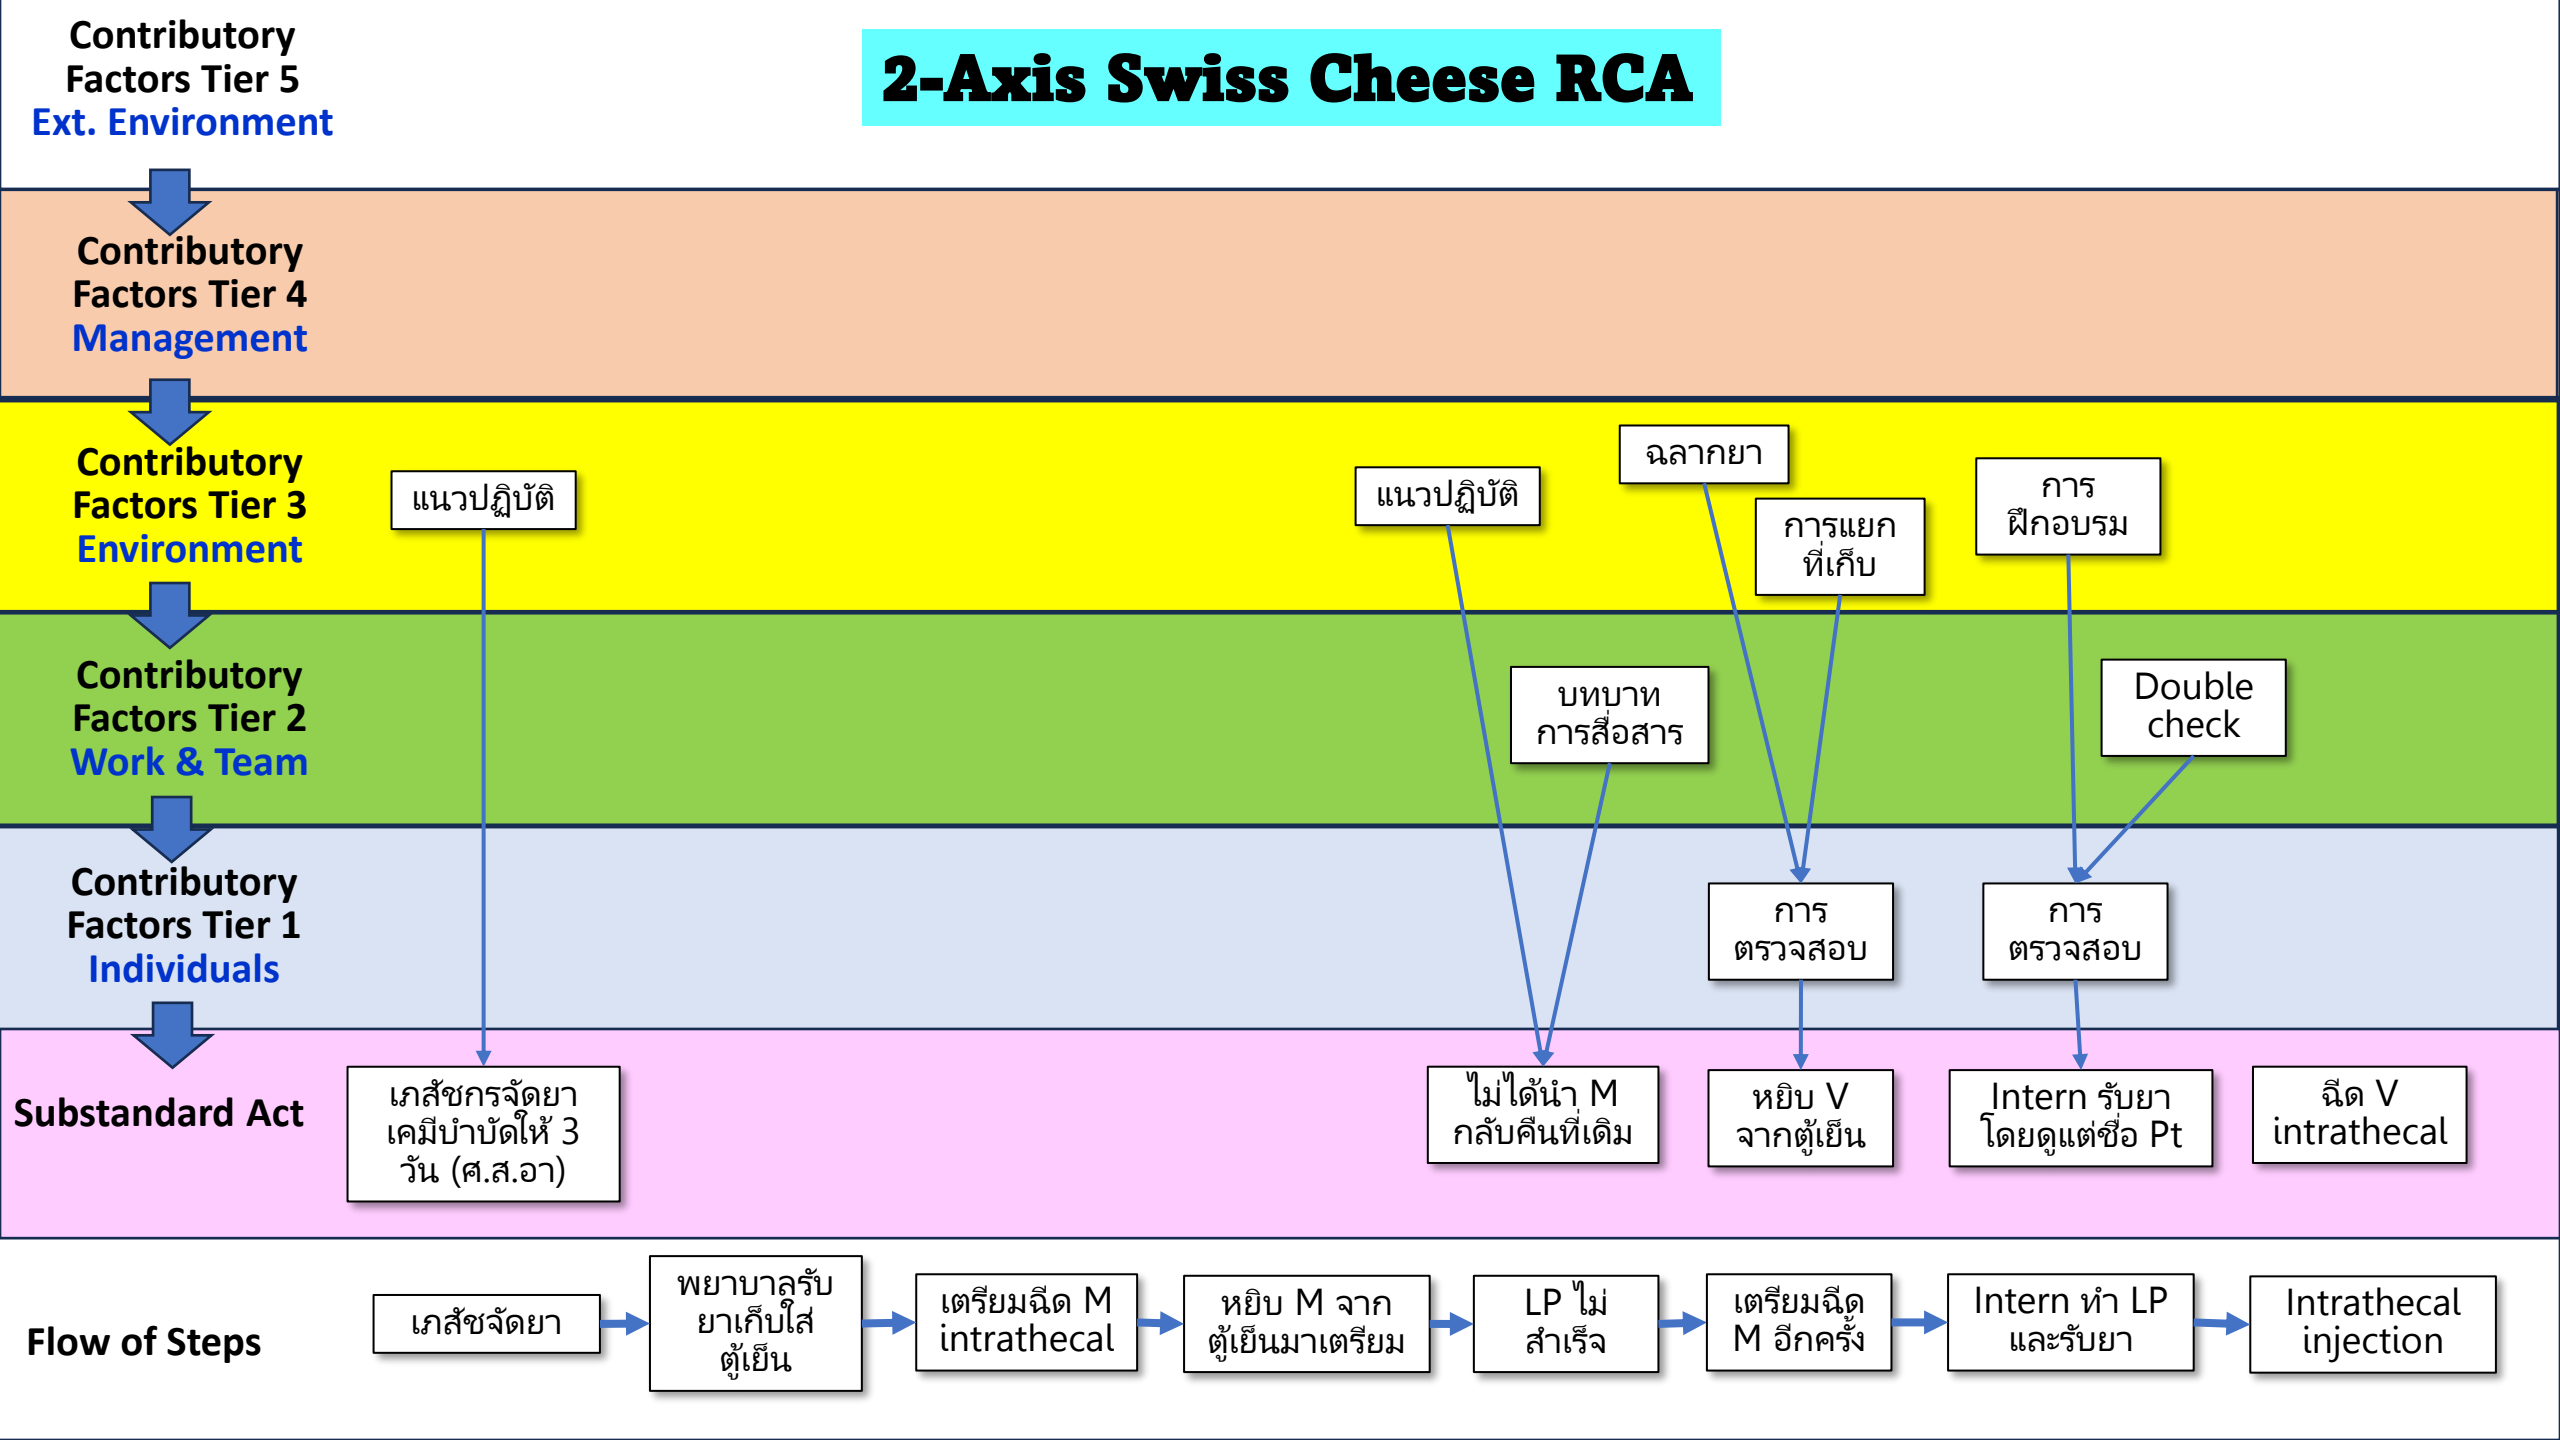 Contributory
Factors Tier 5
Ext. Environment
2-Axis Swiss Cheese RCA
Contributory
Factors Tier 4
Management
Contributory
Factors Tier 3
Environment
แนวปฏิบัติ
แนวปฏิบัติ
ฉลากยา
การแยก
ที่เก็บ
การ
ฝึกอบรม
Contributory
Factors Tier 2
Work & Team
บทบาท
การสื่อสาร
Double
check
Contributory
Factors Tier 1
Individuals
การ
ตรวจสอบ
การ
ตรวจสอบ
Substandard Act
เภสัชกรจัดยา
เคมีบำบัดให้ 3
วัน (ศ.ส.อา)
ไม่ได้นำ M
กลับคืนที่เดิม
หยิบ V
จากตู้เย็น
Intern รับยา
โดยดูแต่ชื่อ Pt
ฉีด V
intrathecal
Flow of Steps
เภสัชจัดยา
พยาบาลรับ
ยาเก็บใส่
ตู้เย็น
เตรียมฉีด M
intrathecal
หยิบ M จาก
ตู้เย็นมาเตรียม
LP ไม่
สำเร็จ
เตรียมฉีด
M อีกครั้ง
Intern ทำ LP
และรับยา
Intrathecal
injection